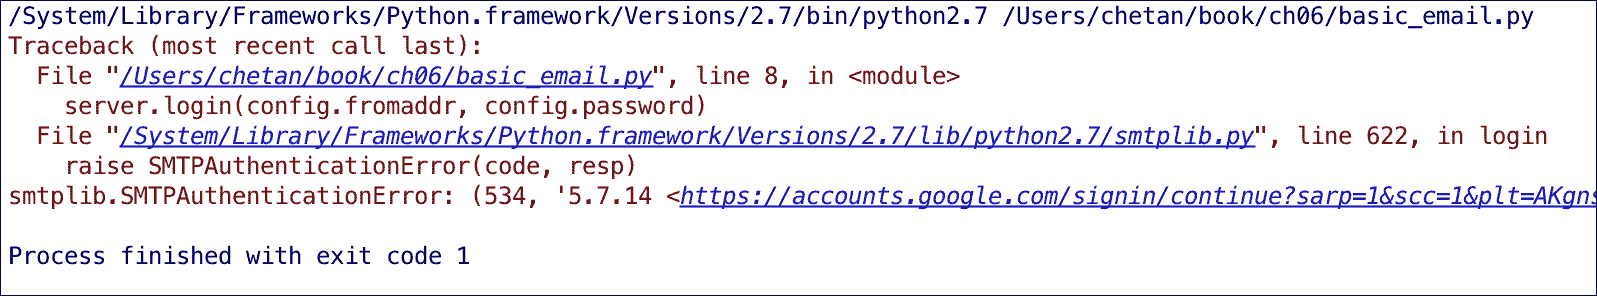 /System/Library/Frameworks/Python.framework/Versions/2.7/bin/python2.7 /Users/chetan/book/ch06/basic_email.py
Traceback (most recent call last):
  File "/Users/chetan/book/ch06/basic_email.py", line 8, in <module>
    server.login(config.fromaddr, config.password)
  File "/System/Library/Frameworks/Python.framework/Versions/2.7/lib/python2.7/smtplib.py", line 622, in login
    raise SMTPAuthenticationError(code, resp)
smtplib.SMTPAuthenticationError: (534, '5.7.14 <https://accounts.google.com/signin/continue?sarp=1&scc=1&plt=AKgns
Process finished with exit code 1